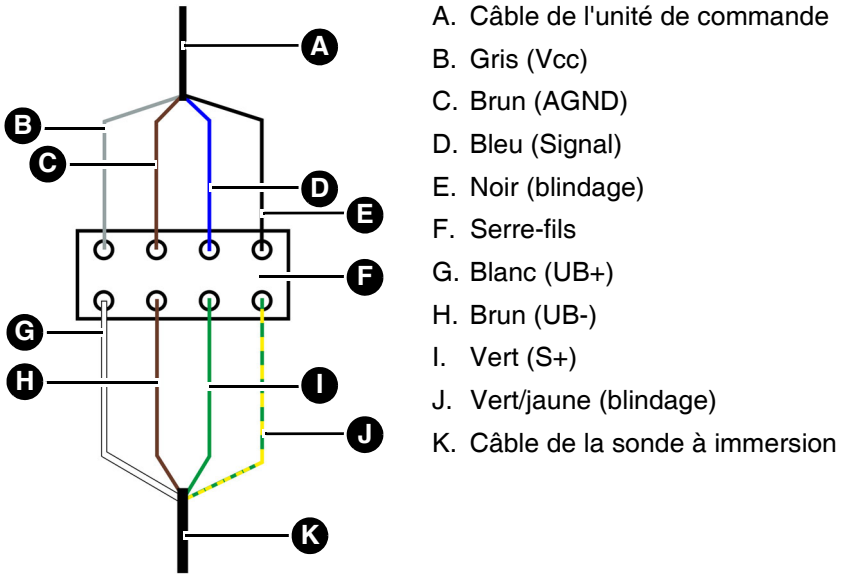 A
B
C
D
E
F
G
H
I
J
K
A. Câble de l'unité de commande
B. Gris (Vcc)
C. Brun (AGND)
D. Bleu (Signal)
E. Noir (blindage)
F. Serre-fils
G. Blanc (UB+)
H. Brun (UB-)
I. Vert (S+)
J. Vert/jaune (blindage)
K. Câble de la sonde à immersion